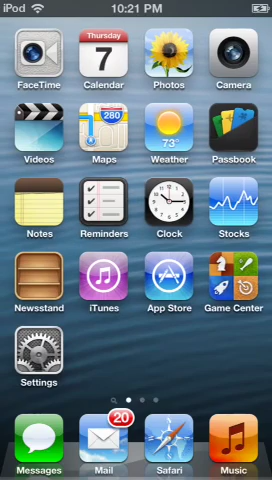 iPod 10:21 PM
Thursday
7
280
FaceTime Calendar Photos Camera
73°
Videos Maps Weather Passbook
Notes Reminders Clock Stocks
Newsstand iTunes App Store Game Center
Settings
20
Messages Mail Safari Music